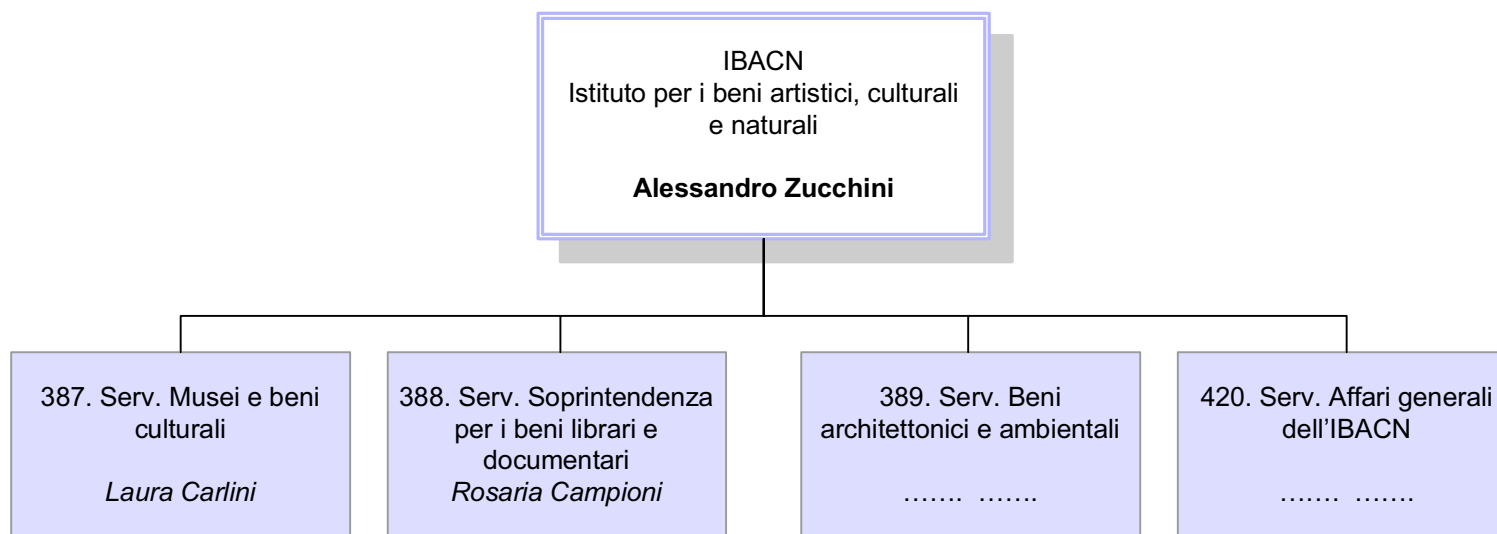 IBACN
Istituto per i beni artistici, culturali
e naturali
Alessandro Zucchini
387. Serv. Musei e beni
culturali
Laura Carlini
388. Serv. Soprintendenza
per i beni librari e
documentari
Rosaria Campioni
389. Serv. Beni
architettonici e ambientali
……. …….
420. Serv. Affari generali
dell’IBACN
……. …….